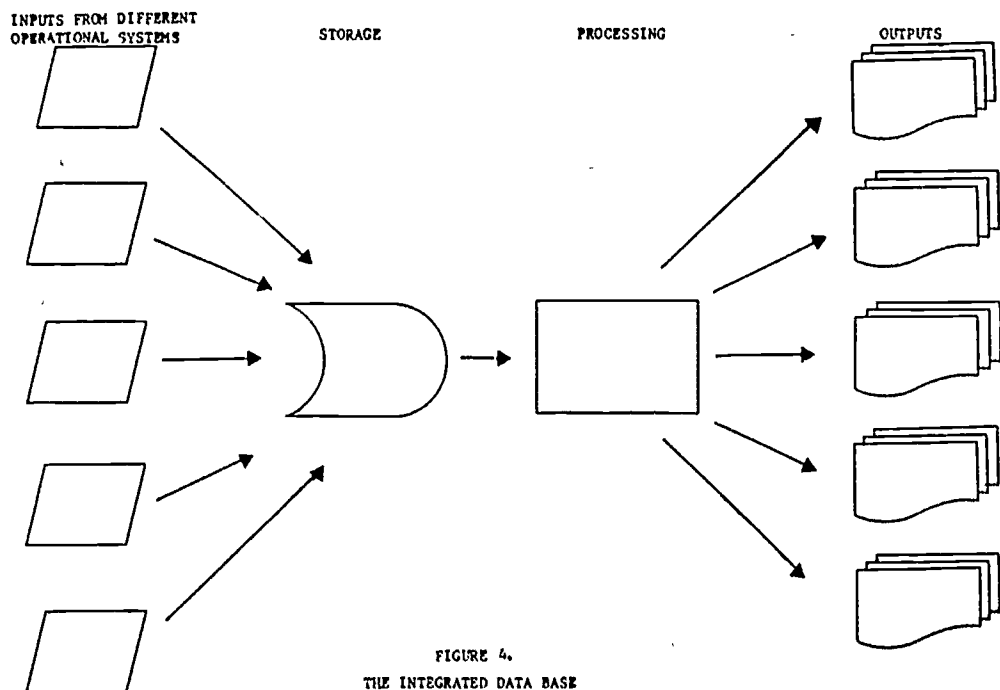 INPUTS FROM DIFFERENT
OPERATIONAL SYSTEMS
STORAGE
PROCESSING
OUTPUTS
FIGURE 4.
THE INTEGRATED DATA BASE